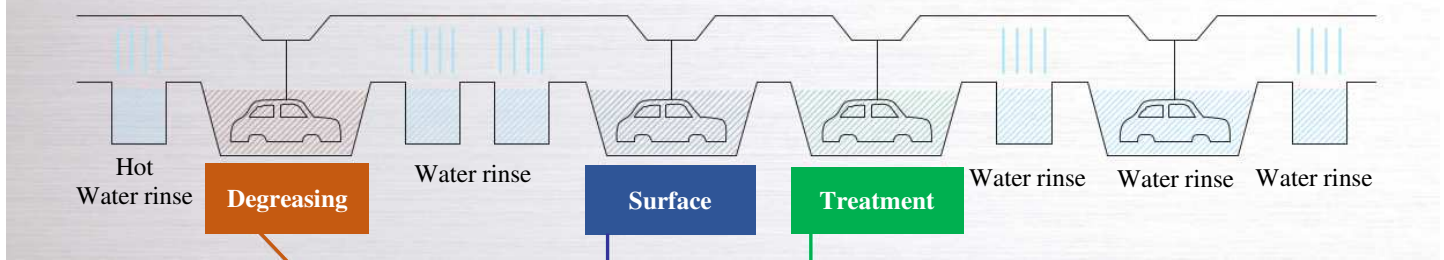 Hot
Water rinse
Degreasing
Water rinse
Surface
Treatment
Water rinse
Water rinse
Water rinse